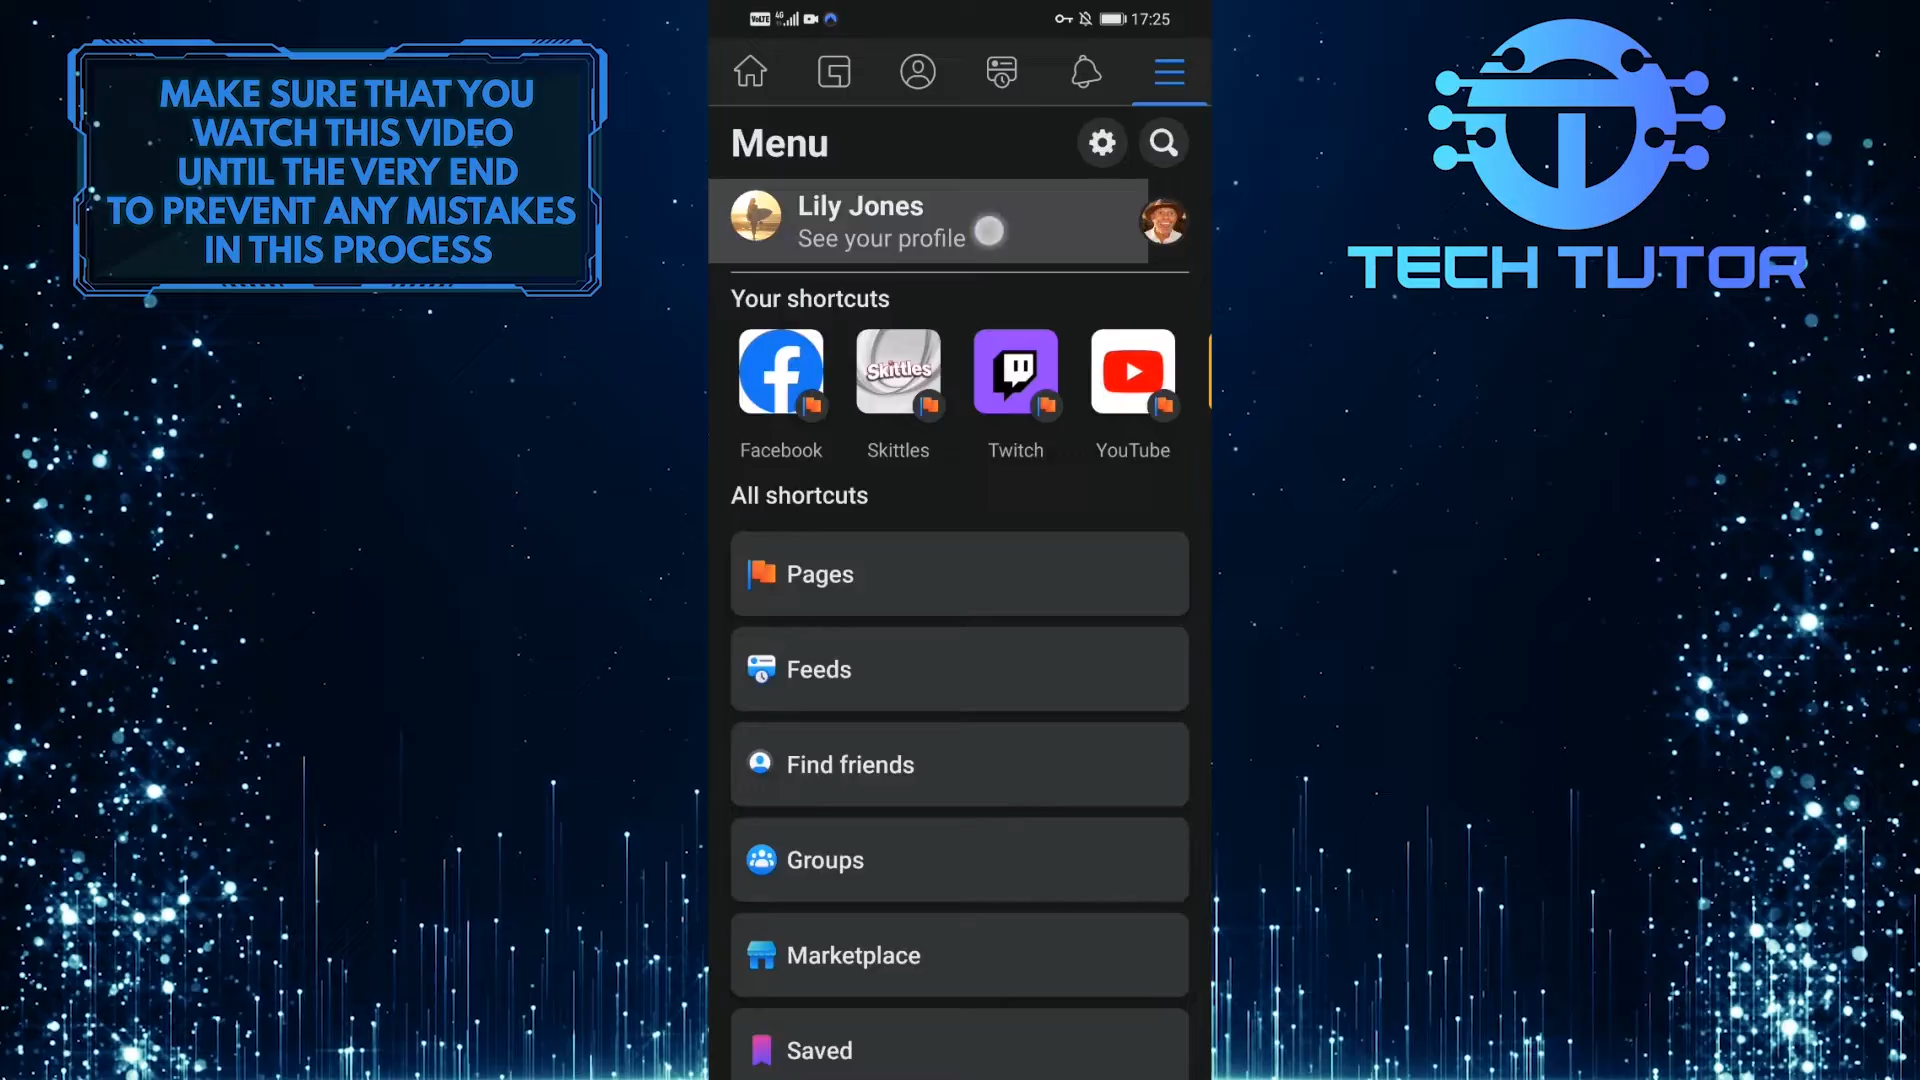 MAKE SURE THAT YOU
WATCH THIS VIDEO
UNTIL THE VERY END
TO PREVENT ANY MISTAKES
IN THIS PROCESS
VoLTE 4G 17:25
Menu
Lily Jones
See your profile
Your shortcuts
Skittles
Facebook Skittles Twitch YouTube
All shortcuts
Pages
Feeds
Find friends
Groups
Marketplace
Saved
TECH TUTOR